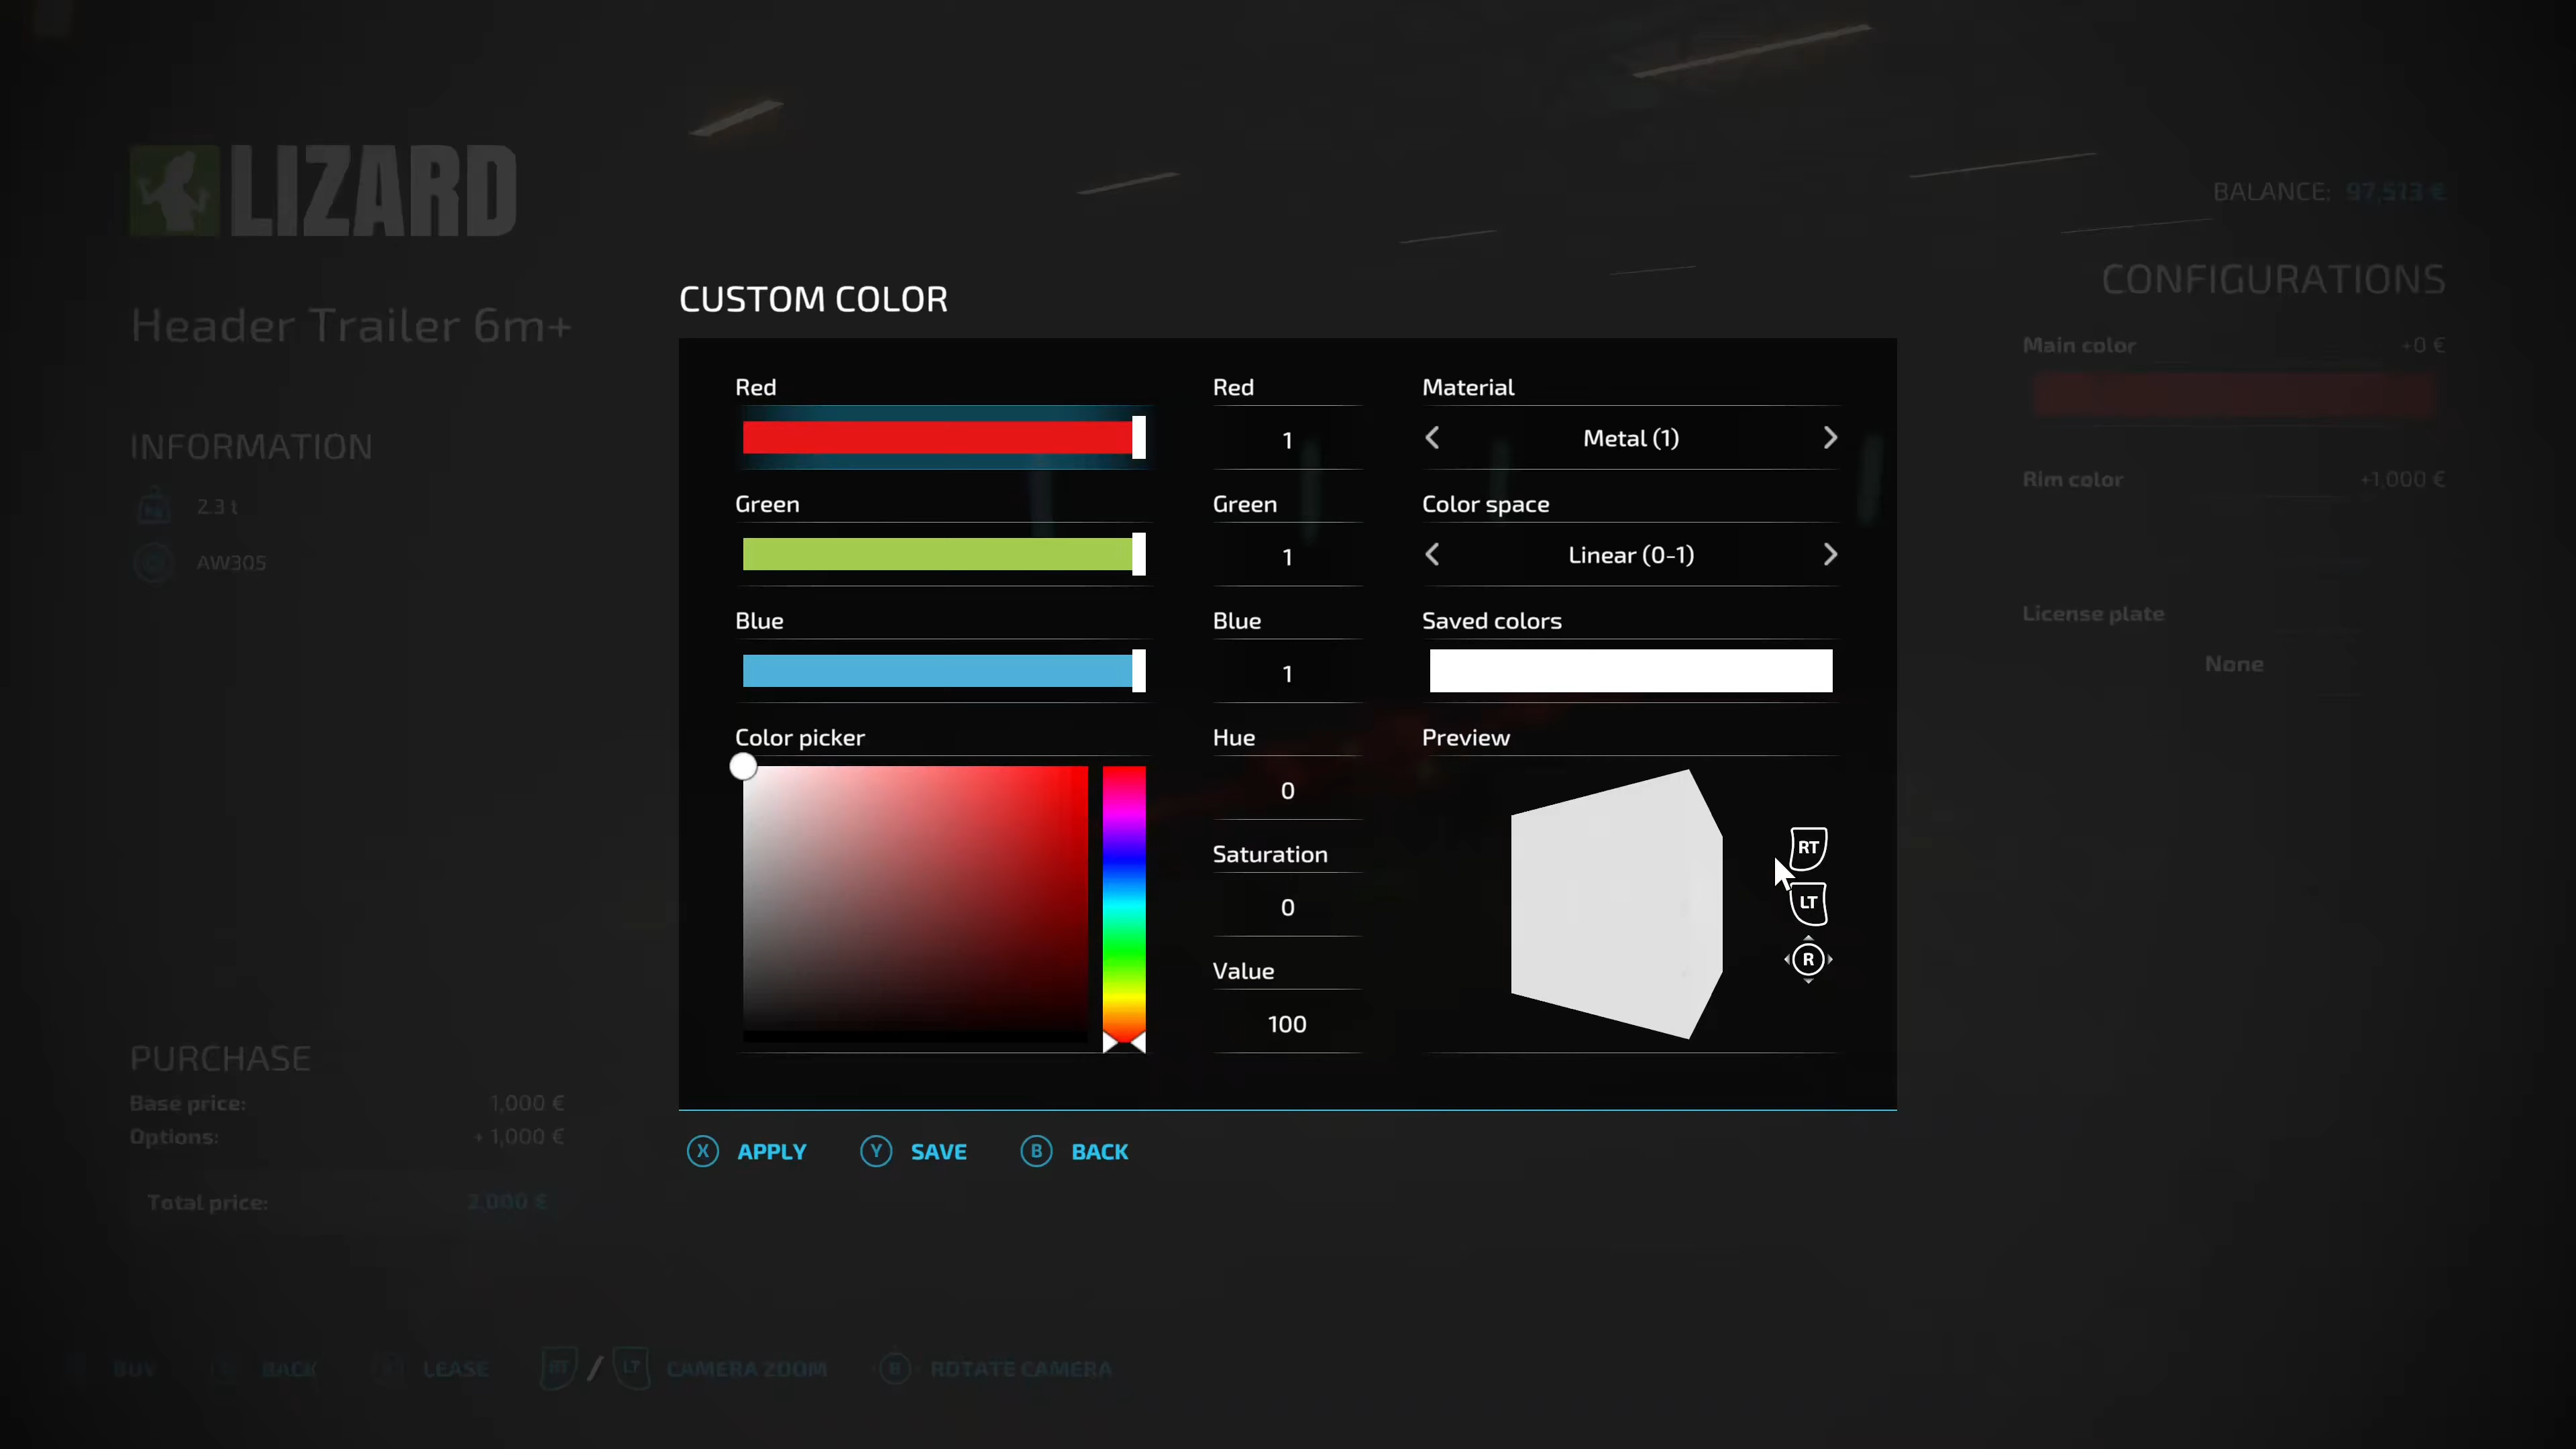 LIZARD
Header Trailer 6m+
INFORMATION
2.3 t
AW305
PURCHASE
Base price: 1,000 €
Options: + 1,000 €
Total price: 2,000 €
CUSTOM COLOR
Red
Green
Blue
Color picker
Red
1
Green
1
Blue
1
Hue
0
Saturation
0
Value
100
Material
Metal (1)
Color space
Linear (0-1)
Saved colors
Preview
RT
LT
R
X APPLY Y SAVE B BACK
BALANCE: 97,513 €
CONFIGURATIONS
Main color +0 €
Rim color +1,000 €
License plate
None
BUY BACK LEASE RT / LT CAMERA ZOOM R ROTATE CAMERA